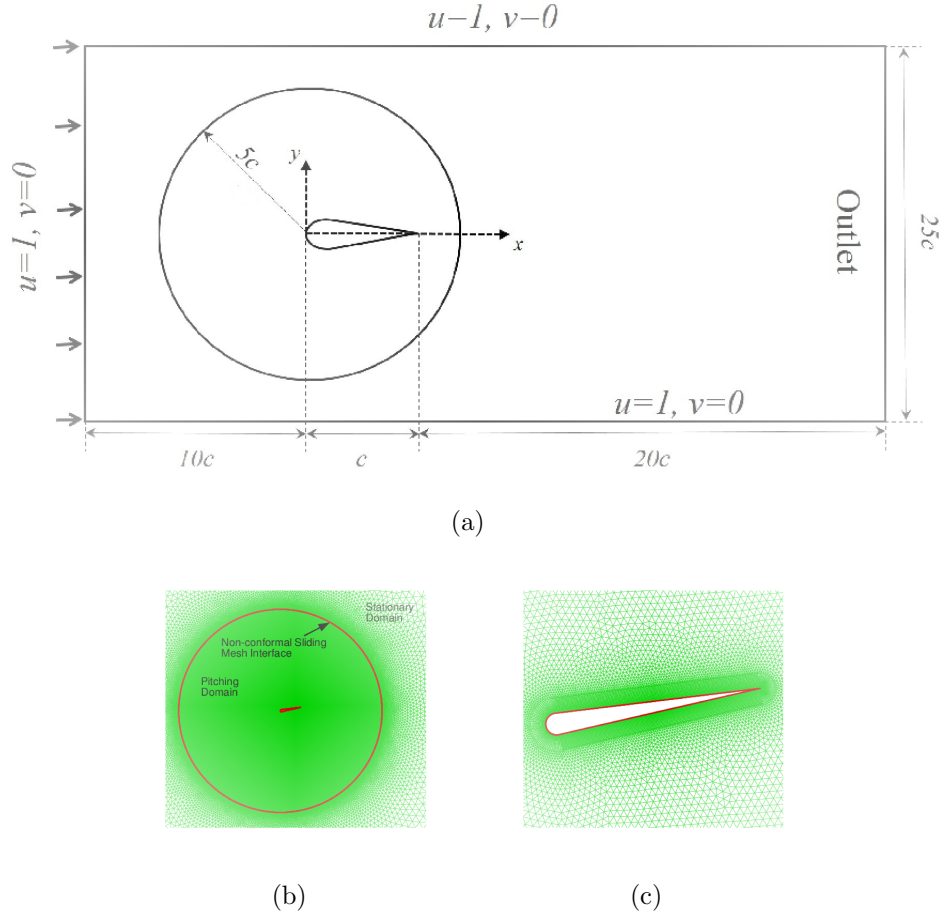 u−1, v−0
u=1, v=0
5c
y
x
Outlet
25c
u=1, v=0
10c
c
20c
(a)
Stationary
Domain
Non-conformal Sliding
Mesh Interface
Pitching
Domain
(b)
(c)